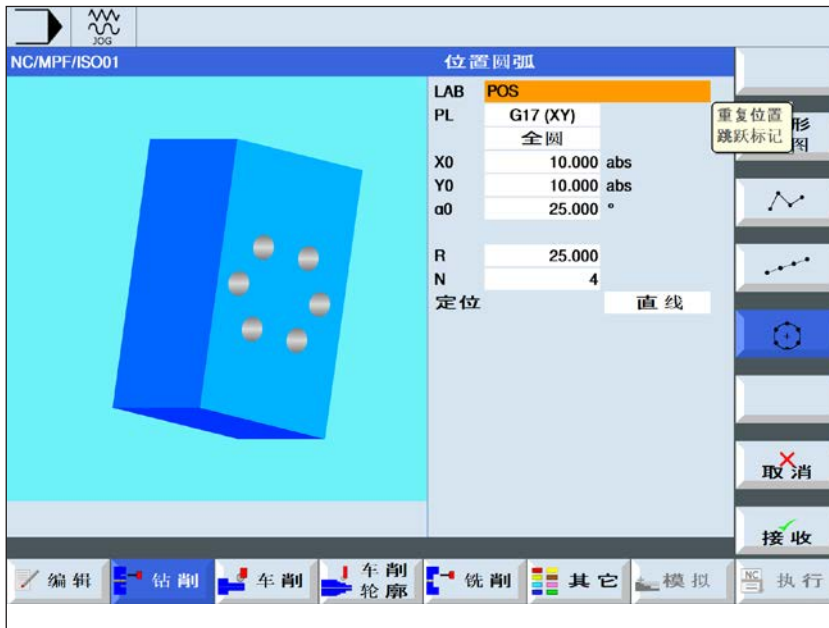 JOG
NC/MPF/ISO01
位置圆弧
LAB POS
PL G17 (XY)
全圆
X0 10.000 abs
Y0 10.000 abs
α0 25.000 °
R 25.000
N 4
定位 直线
重复位置
跳跃标记
形
图
取消
接收
编辑
钻削
车削
车削
轮廓
铣削
其它
模拟
NC
执行